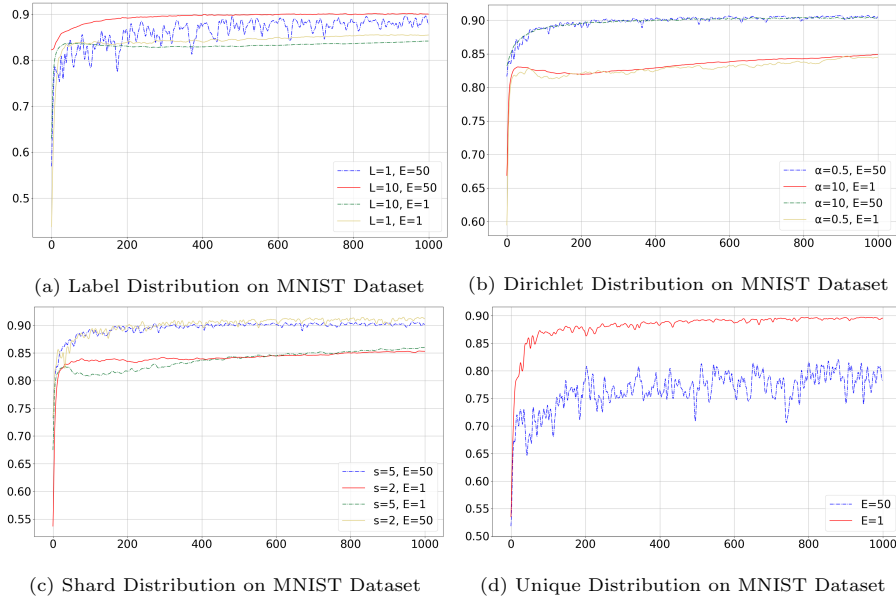 0.9
0.8
0.7
0.6
0.5
0
200
400
600
800
1000
L=1, E=50
L=10, E=50
L=10, E=1
L=1, E=1
(a) Label Distribution on MNIST Dataset
0.90
0.85
0.80
0.75
0.70
0.65
0.60
0
200
400
600
800
1000
α=0.5, E=50
α=10, E=1
α=10, E=50
α=0.5, E=1
(b) Dirichlet Distribution on MNIST Dataset
0.90
0.85
0.80
0.75
0.70
0.65
0.60
0.55
0
200
400
600
800
1000
s=5, E=50
s=2, E=1
s=5, E=1
s=2, E=50
(c) Shard Distribution on MNIST Dataset
0.90
0.85
0.80
0.75
0.70
0.65
0.60
0.55
0.50
0
200
400
600
800
1000
E=50
E=1
(d) Unique Distribution on MNIST Dataset